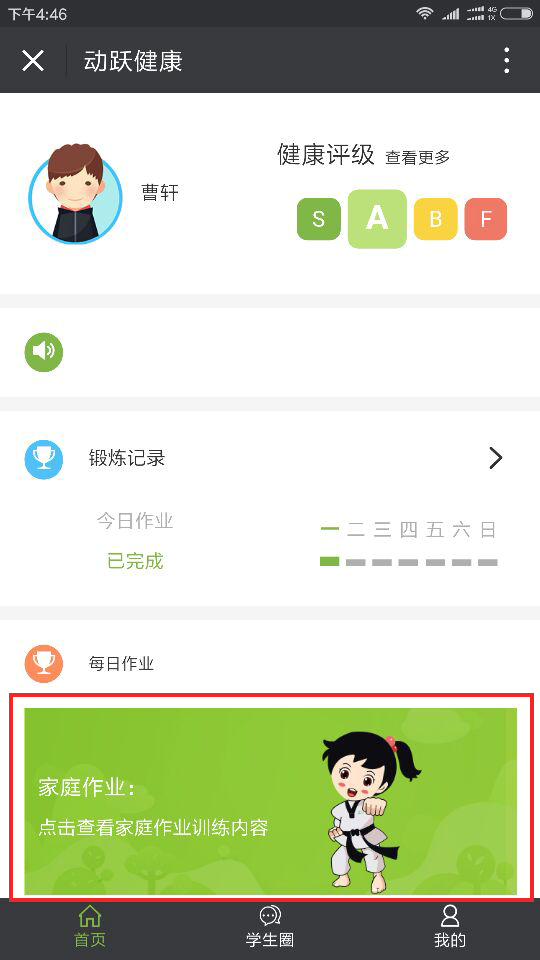 下午4:46
4G
1X
动跃健康
健康评级 查看更多
曹轩
S A B F
锻炼记录
今日作业
一 二 三 四 五 六 日
已完成
每日作业
家庭作业：
点击查看家庭作业训练内容
首页 学生圈 我的